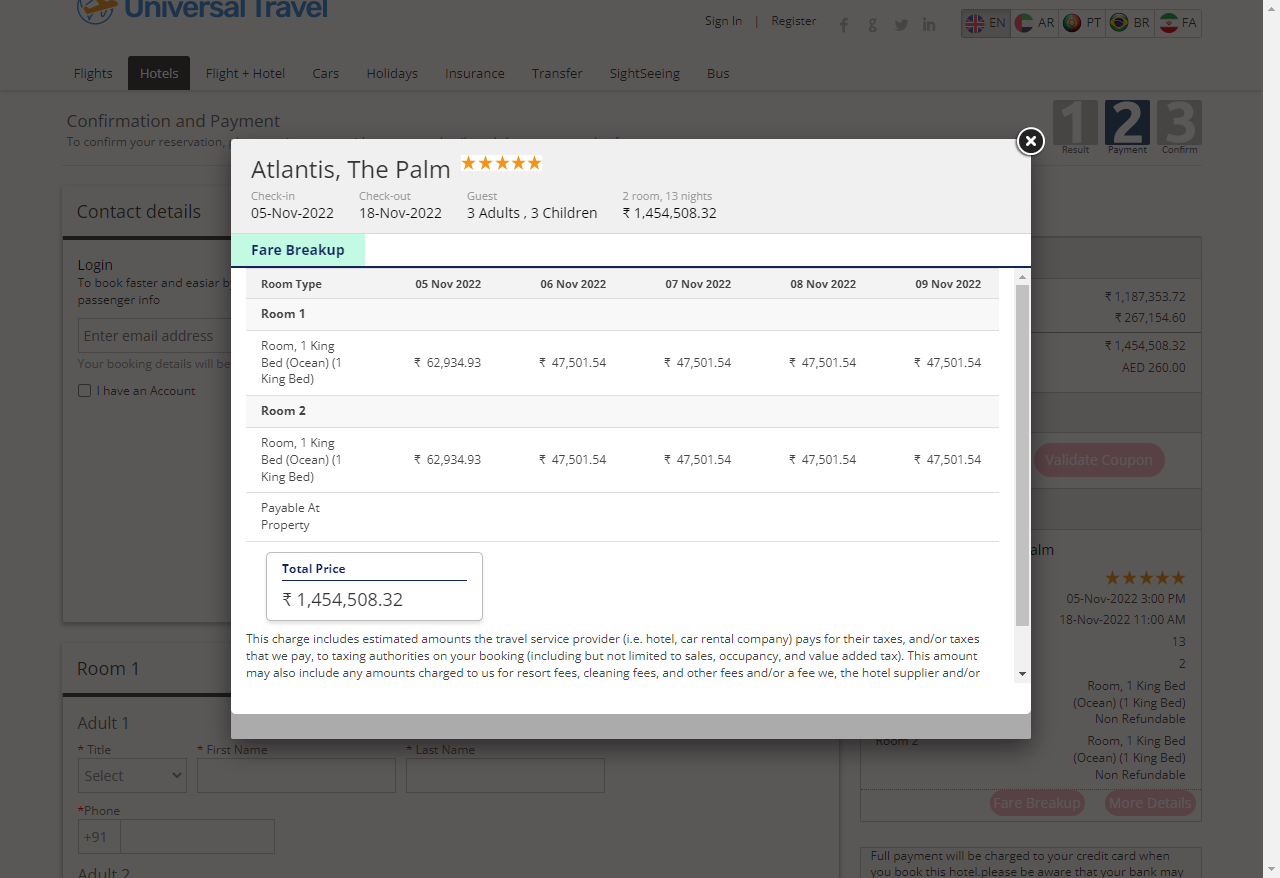 Universal Travel
Sign In | Register
EN AR PT BR FA
Flights Hotels Flight + Hotel Cars Holidays Insurance Transfer SightSeeing Bus
Confirmation and Payment
To confirm your reservation,
1 2 3
Result Payment Confirm
Atlantis, The Palm
Check-in Check-out Guest 2 room, 13 nights
05-Nov-2022 18-Nov-2022 3 Adults , 3 Children ₹ 1,454,508.32
Fare Breakup
Room Type 05 Nov 2022 06 Nov 2022 07 Nov 2022 08 Nov 2022 09 Nov 2022
Room 1
Room, 1 King
Bed (Ocean) (1
King Bed)
₹ 62,934.93 ₹ 47,501.54 ₹ 47,501.54 ₹ 47,501.54 ₹ 47,501.54
Room 2
Room, 1 King
Bed (Ocean) (1
King Bed)
₹ 62,934.93 ₹ 47,501.54 ₹ 47,501.54 ₹ 47,501.54 ₹ 47,501.54
Payable At
Property
Total Price
₹ 1,454,508.32
This charge includes estimated amounts the travel service provider (i.e. hotel, car rental company) pays for their taxes, and/or taxes
that we pay, to taxing authorities on your booking (including but not limited to sales, occupancy, and value added tax). This amount
may also include any amounts charged to us for resort fees, cleaning fees, and other fees and/or a fee we, the hotel supplier and/or
Contact details
Login
To book faster and easiar b
passenger info
Enter email address
Your booking details will be
I have an Account
Room 1
Adult 1
* Title * First Name * Last Name
Select
*Phone
+91
Adult 2
₹ 1,187,353.72
₹ 267,154.60
₹ 1,454,508.32
AED 260.00
Validate Coupon
alm
05-Nov-2022 3:00 PM
18-Nov-2022 11:00 AM
13
2
Room, 1 King Bed
(Ocean) (1 King Bed)
Non Refundable
Room 2
Room, 1 King Bed
(Ocean) (1 King Bed)
Non Refundable
Fare Breakup More Details
Full payment will be charged to your credit card when
you book this hotel.please be aware that your bank may